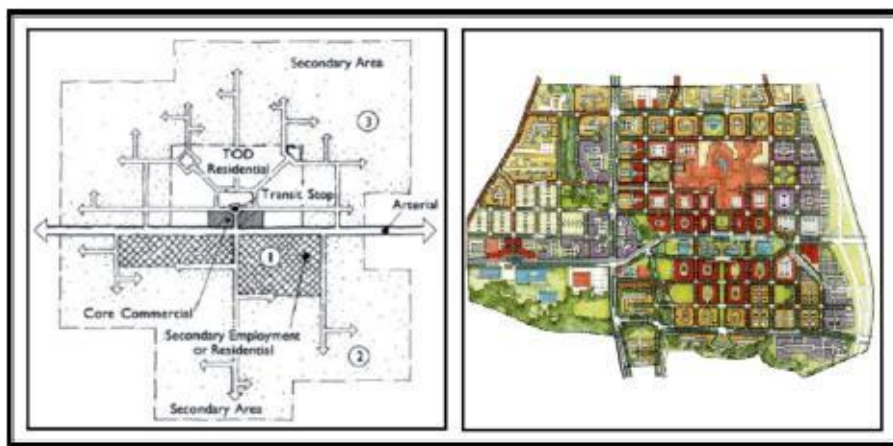 Secondary Area
3
TOD
Residential
Transit Stop
Arterial
1
Core Commercial
Secondary Employment
or Residential
2
Secondary Area